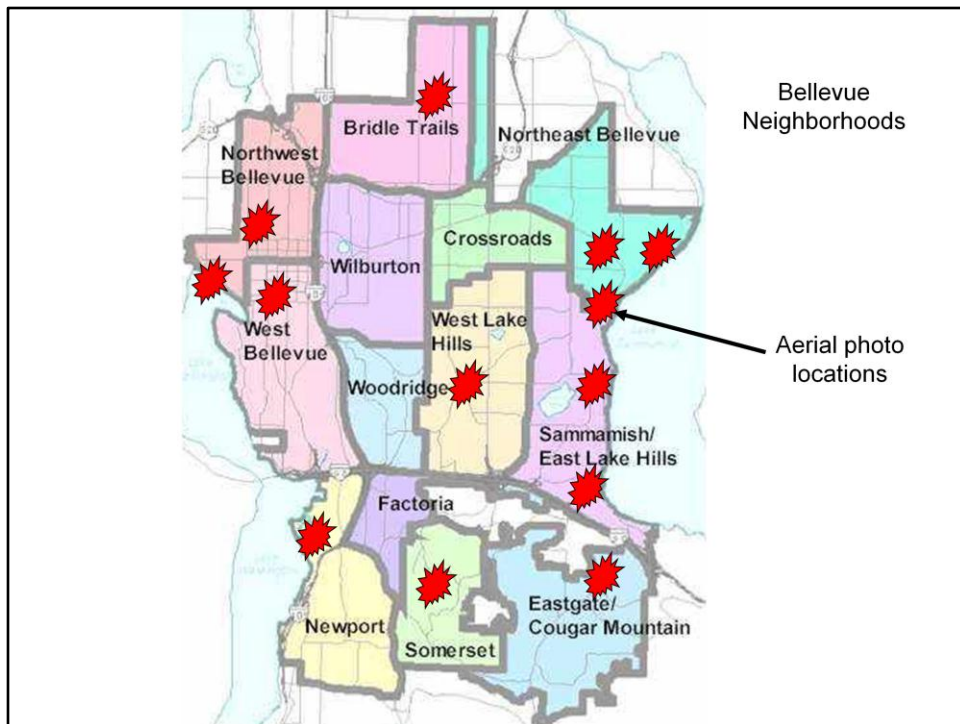 Bellevue
Neighborhoods
Bridle Trails
Northeast Bellevue
Northwest
Bellevue
Crossroads
Wilburton
West Lake
Hills
West
Bellevue
Aerial photo
locations
Woodridge
Sammamish/
East Lake Hills
Factoria
Eastgate/
Cougar Mountain
Newport
Somerset